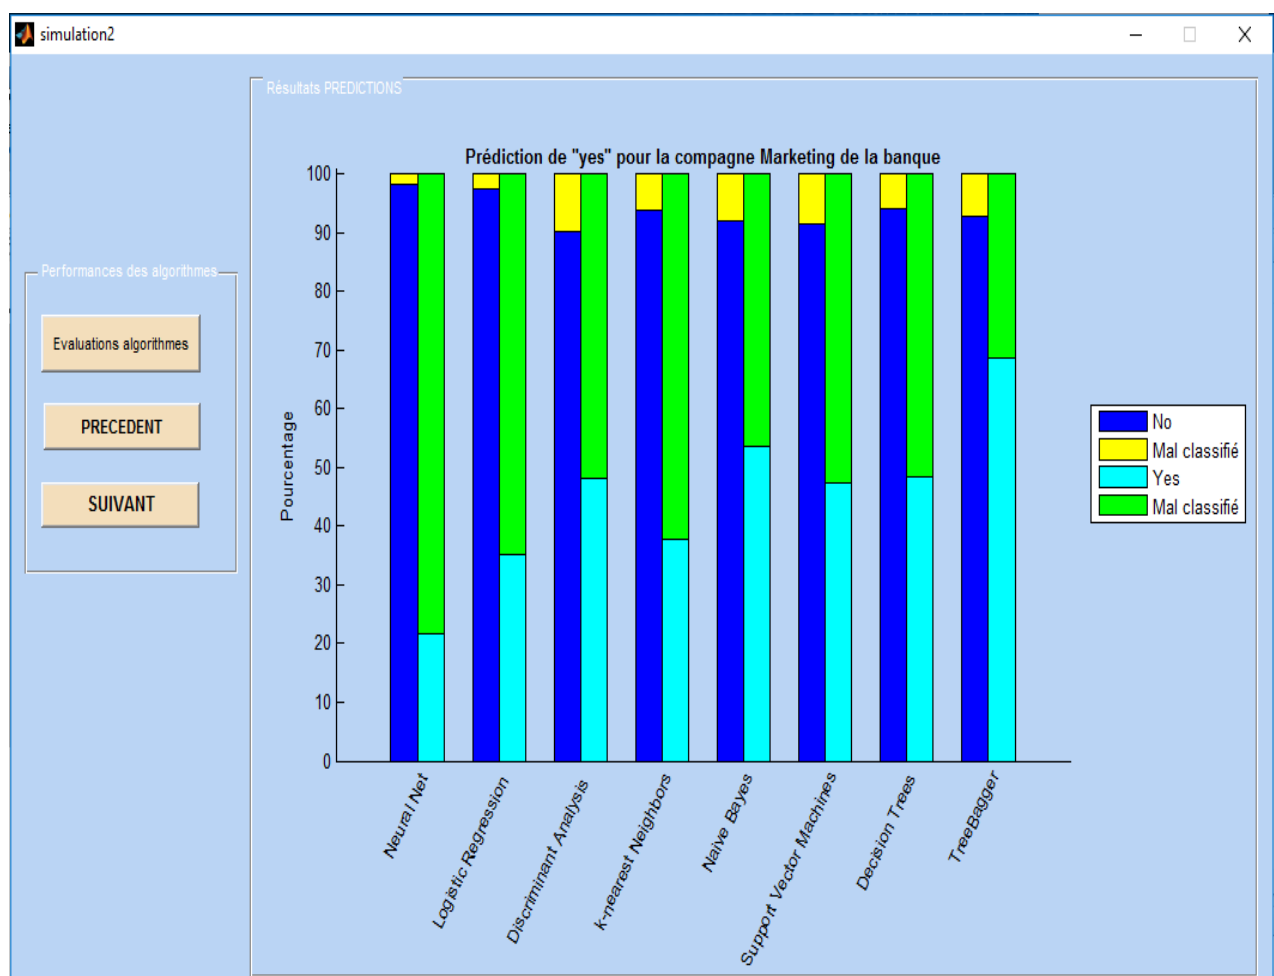 simulation2
Résultats PREDICTIONS
Performances des algorithmes
Evaluations algorithmes
PRECEDENT
SUIVANT
Prédiction de "yes" pour la compagne Marketing de la banque
Pourcentage
100
90
80
70
60
50
40
30
20
10
0
Neural Net
Logistic Regression
Discriminant Analysis
k-nearest Neighbors
Naive Bayes
Support Vector Machines
Decision Trees
TreeBagger
No
Mal classifié
Yes
Mal classifié